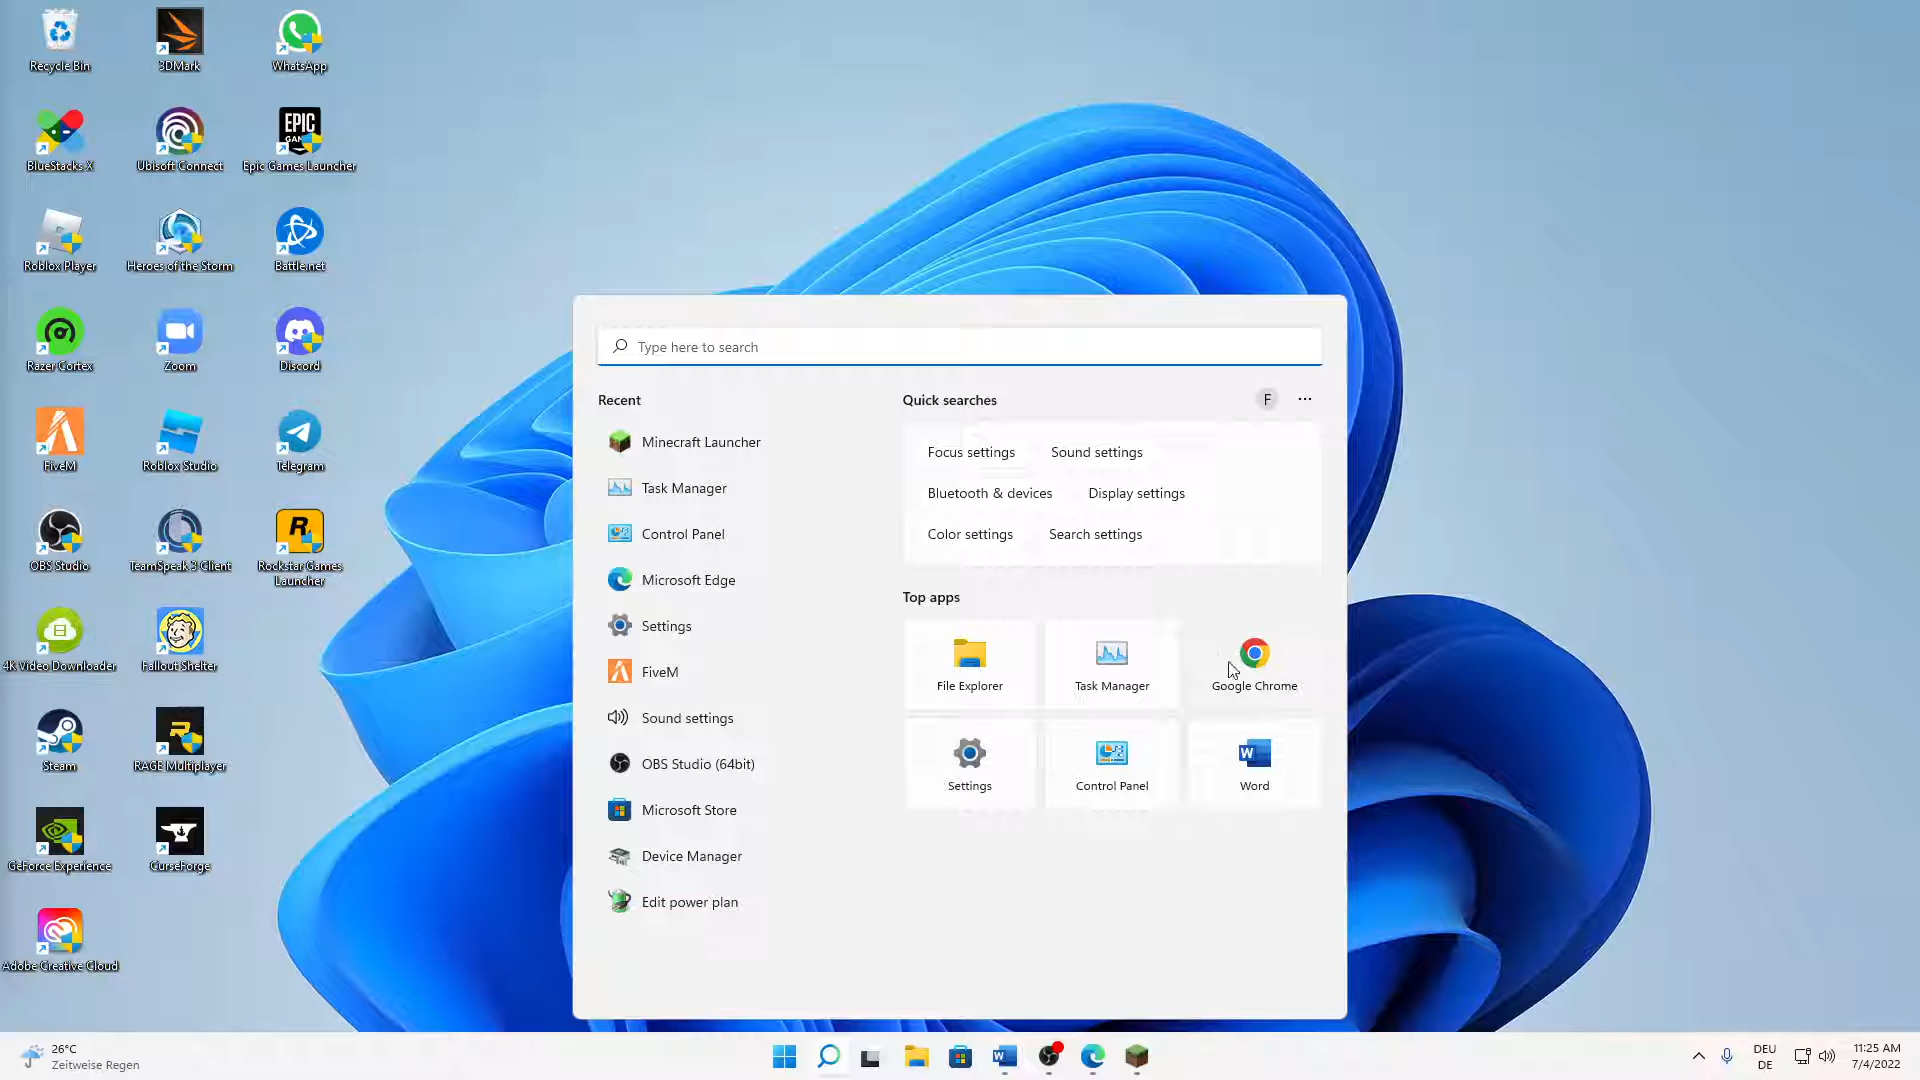 Recycle Bin
3DMark
WhatsApp
BlueStacks X
Ubisoft Connect
EPIC
GAMES
Epic Games Launcher
Roblox Player
Heroes of the Storm
Battle.net
Razer Cortex
Zoom
Discord
FiveM
Roblox Studio
Telegram
OBS Studio
TeamSpeak 3 Client
Rockstar Games
Launcher
4K Video Downloader
Fallout Shelter
Steam
RAGE Multiplayer
GeForce Experience
CurseForge
Adobe Creative Cloud
Type here to search
Recent
Minecraft Launcher
Task Manager
Control Panel
Microsoft Edge
Settings
FiveM
Sound settings
OBS Studio (64bit)
Microsoft Store
Device Manager
Edit power plan
Quick searches
F
Focus settings
Sound settings
Bluetooth & devices
Display settings
Color settings
Search settings
Top apps
File Explorer
Task Manager
Google Chrome
Settings
Control Panel
Word
26°C
Zeitweise Regen
DEU
DE
11:25 AM
7/4/2022